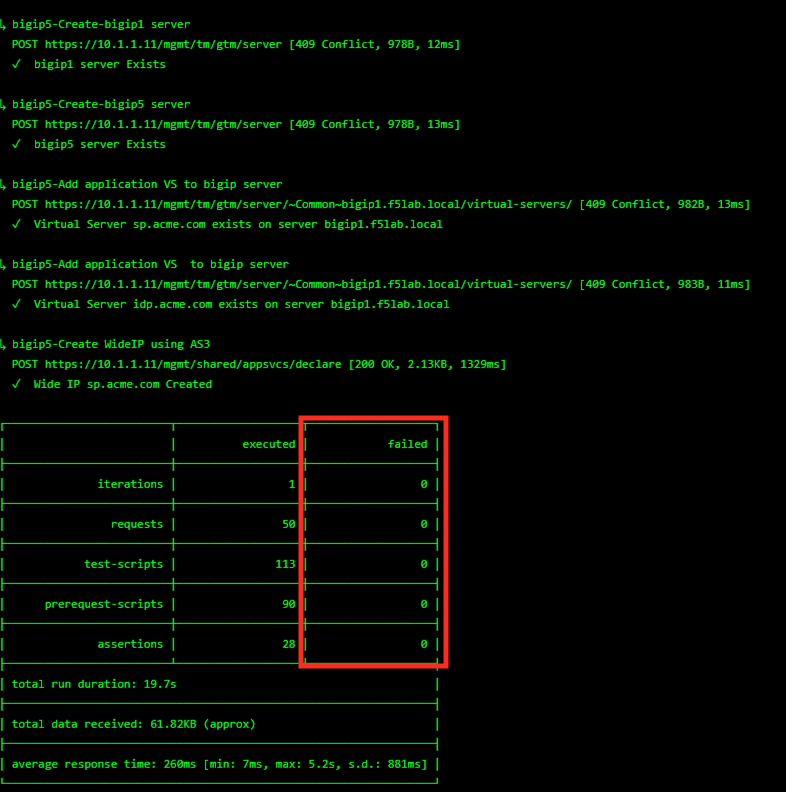 ↳ bigip5-Create-bigip1 server
POST https://10.1.1.11/mgmt/tm/gtm/server [409 Conflict, 978B, 12ms]
✓ bigip1 server Exists
↳ bigip5-Create-bigip5 server
POST https://10.1.1.11/mgmt/tm/gtm/server [409 Conflict, 978B, 13ms]
✓ bigip5 server Exists
↳ bigip5-Add application VS to bigip server
POST https://10.1.1.11/mgmt/tm/gtm/server/~Common~bigip1.f5lab.local/virtual-servers/ [409 Conflict, 982B, 13ms]
✓ Virtual Server sp.acme.com exists on server bigip1.f5lab.local
↳ bigip5-Add application VS  to bigip server
POST https://10.1.1.11/mgmt/tm/gtm/server/~Common~bigip1.f5lab.local/virtual-servers/ [409 Conflict, 983B, 11ms]
✓ Virtual Server idp.acme.com exists on server bigip1.f5lab.local
↳ bigip5-Create WideIP using AS3
POST https://10.1.1.11/mgmt/shared/appsvcs/declare [200 OK, 2.13KB, 1329ms]
✓ Wide IP sp.acme.com Created
executed failed
iterations 1 0
requests 50 0
test-scripts 113 0
prerequest-scripts 90 0
assertions 28 0
total run duration: 19.7s
total data received: 61.82KB (approx)
average response time: 260ms [min: 7ms, max: 5.2s, s.d.: 881ms]